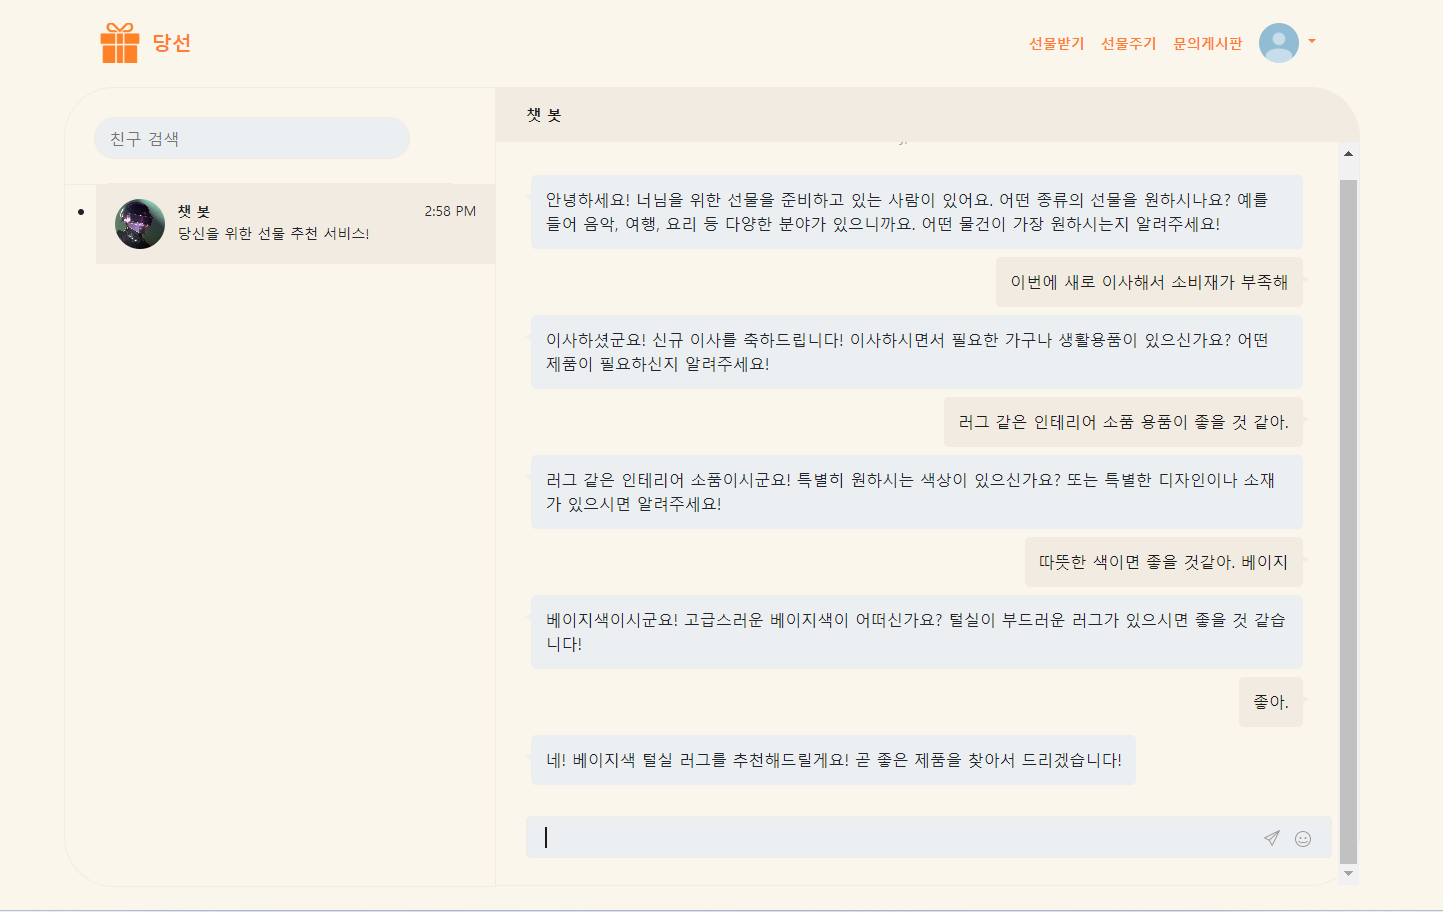 당선
선물받기 선물주기 문의게시판
친구 검색
챗 봇 2:58 PM
당신을 위한 선물 추천 서비스!
챗 봇
안녕하세요! 너님을 위한 선물을 준비하고 있는 사람이 있어요. 어떤 종류의 선물을 원하시나요? 예를
들어 음악, 여행, 요리 등 다양한 분야가 있으니까요. 어떤 물건이 가장 원하시는지 알려주세요!
이번에 새로 이사해서 소비재가 부족해
이사하셨군요! 신규 이사를 축하드립니다! 이사하시면서 필요한 가구나 생활용품이 있으신가요? 어떤
제품이 필요하신지 알려주세요!
러그 같은 인테리어 소품 용품이 좋을 것 같아.
러그 같은 인테리어 소품이시군요! 특별히 원하시는 색상이 있으신가요? 또는 특별한 디자인이나 소재
가 있으시면 알려주세요!
따뜻한 색이면 좋을 것같아. 베이지
베이지색이시군요! 고급스러운 베이지색이 어떠신가요? 털실이 부드러운 러그가 있으시면 좋을 것 같습
니다!
좋아.
네! 베이지색 털실 러그를 추천해드릴게요! 곧 좋은 제품을 찾아서 드리겠습니다!